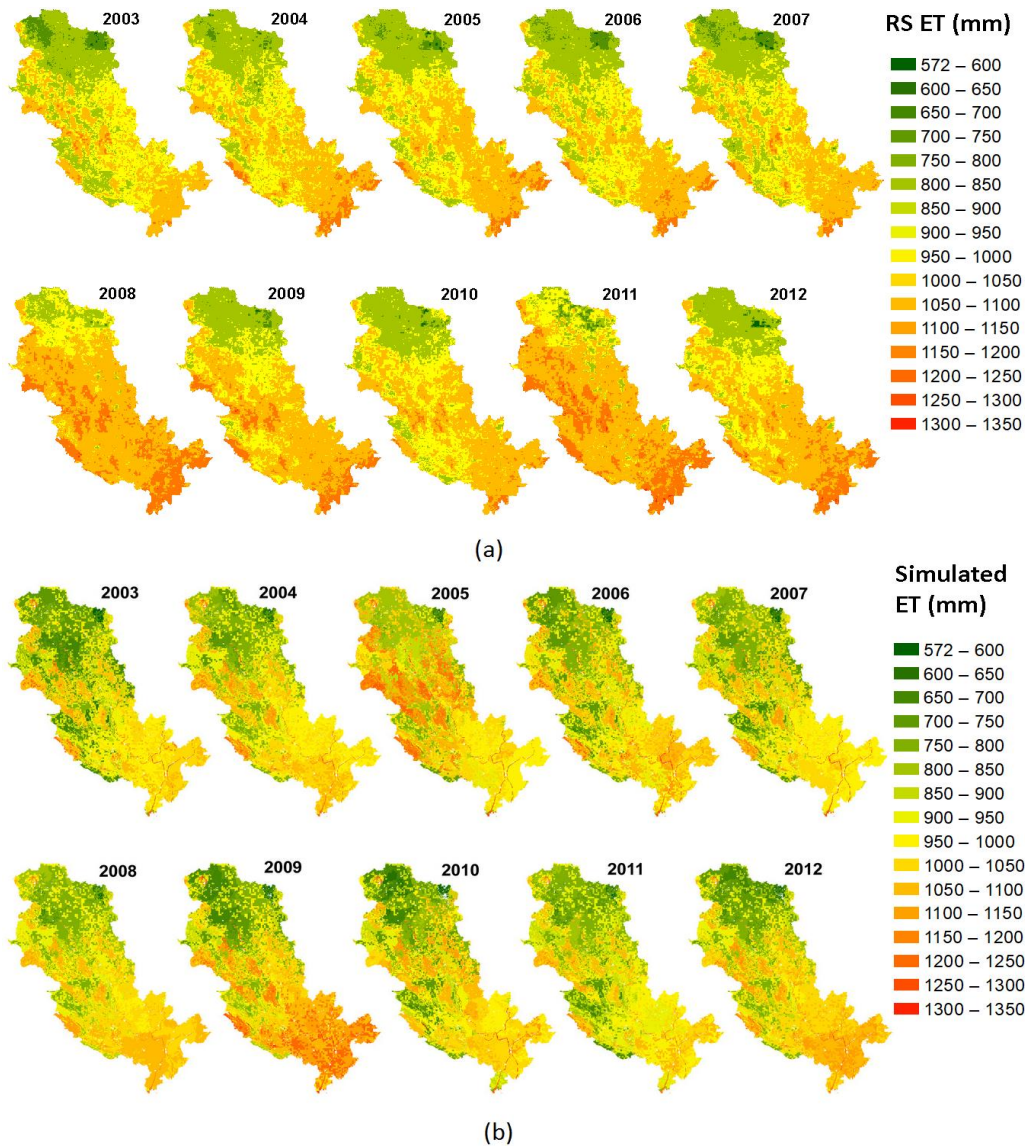 2003 2004 2005 2006 2007
RS ET (mm)
572 – 600
600 – 650
650 – 700
700 – 750
750 – 800
800 – 850
850 – 900
900 – 950
950 – 1000
1000 – 1050
1050 – 1100
1100 – 1150
1150 – 1200
1200 – 1250
1250 – 1300
1300 – 1350
2008 2009 2010 2011 2012
(a)
2003 2004 2005 2006 2007
Simulated
ET (mm)
572 – 600
600 – 650
650 – 700
700 – 750
750 – 800
800 – 850
850 – 900
900 – 950
950 – 1000
1000 – 1050
1050 – 1100
1100 – 1150
1150 – 1200
1200 – 1250
1250 – 1300
1300 – 1350
2008 2009 2010 2011 2012
(b)